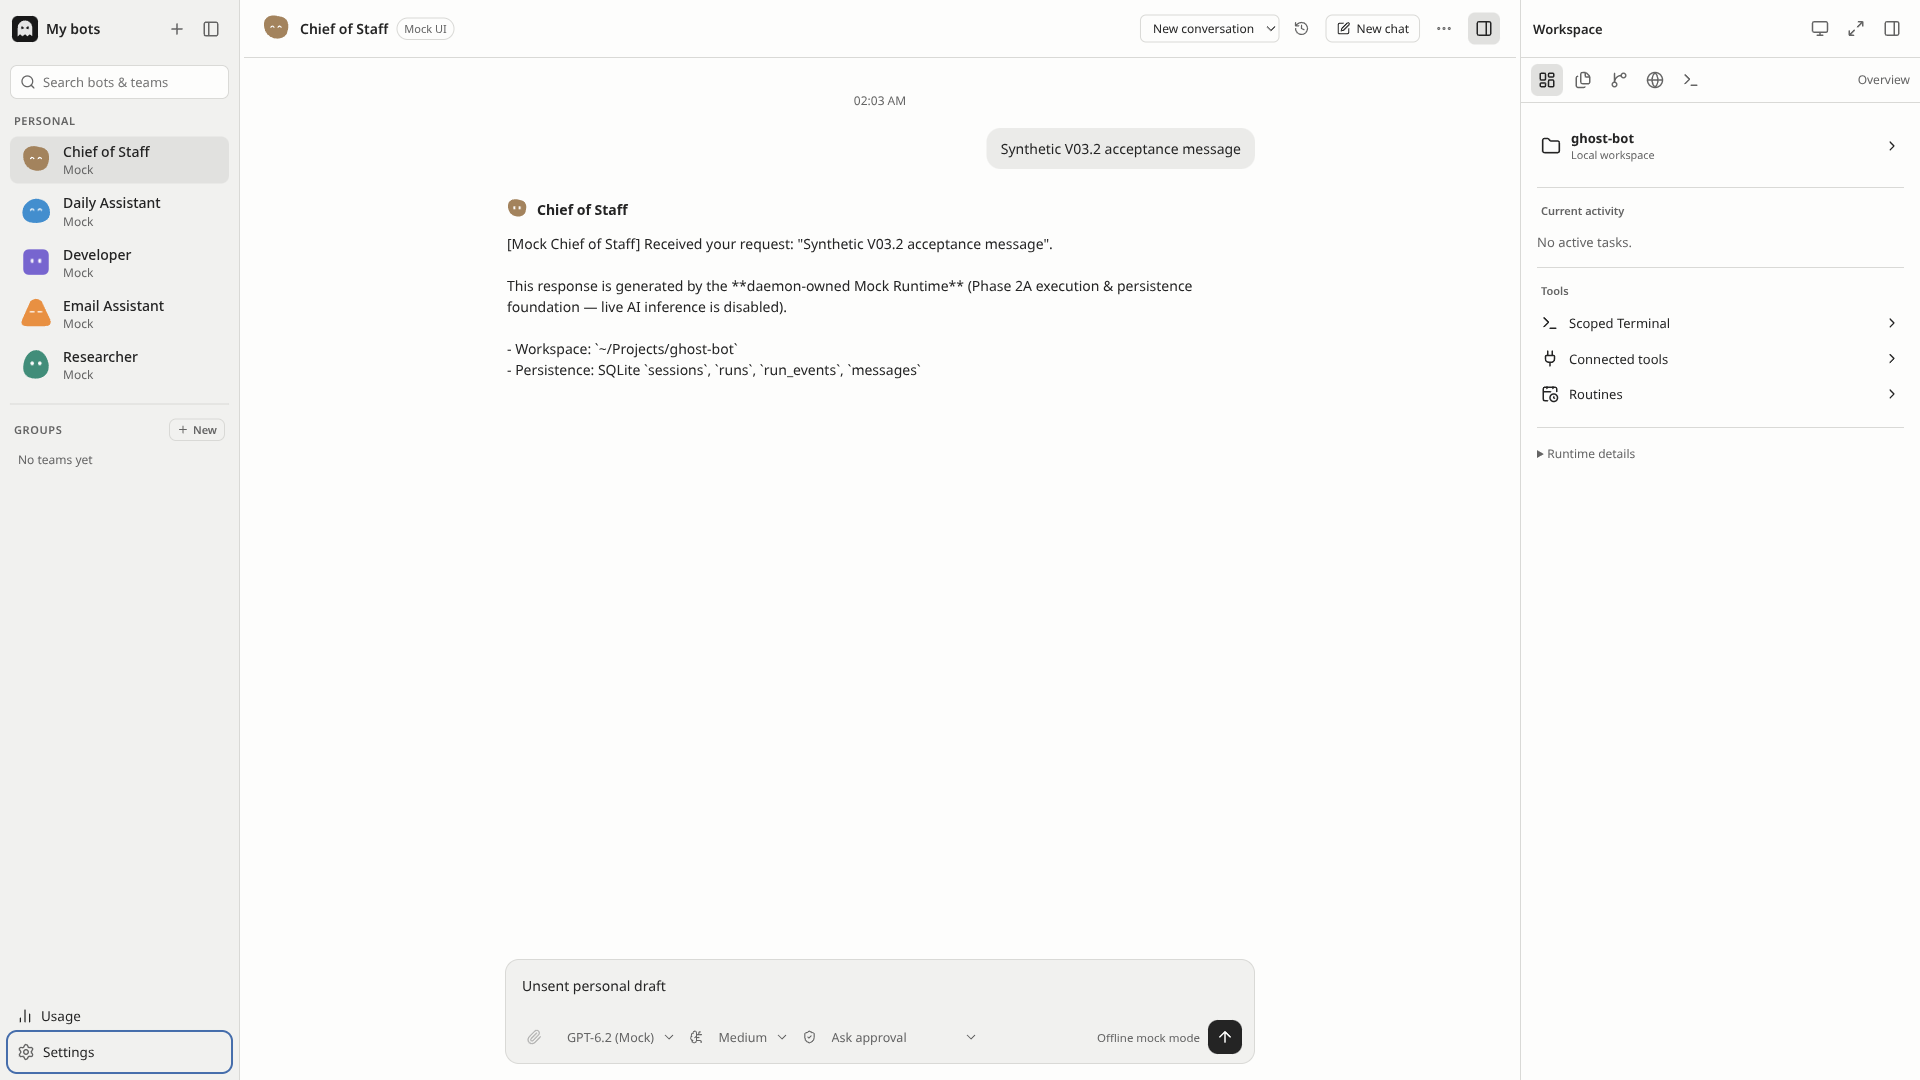 My bots
Search bots & teams
PERSONAL
Chief of Staff
Mock
Daily Assistant
Mock
Developer
Mock
Email Assistant
Mock
Researcher
Mock
GROUPS
New
No teams yet
Usage
Settings
Chief of Staff
Mock UI
New conversation
New chat
02:03 AM
Synthetic V03.2 acceptance message
Chief of Staff
[Mock Chief of Staff] Received your request: "Synthetic V03.2 acceptance message".
This response is generated by the **daemon-owned Mock Runtime** (Phase 2A execution & persistence
foundation — live AI inference is disabled).
- Workspace: `~/Projects/ghost-bot`
- Persistence: SQLite `sessions`, `runs`, `run_events`, `messages`
Unsent personal draft
GPT-6.2 (Mock)
Medium
Ask approval
Offline mock mode
Workspace
Overview
ghost-bot
Local workspace
Current activity
No active tasks.
Tools
Scoped Terminal
Connected tools
Routines
Runtime details